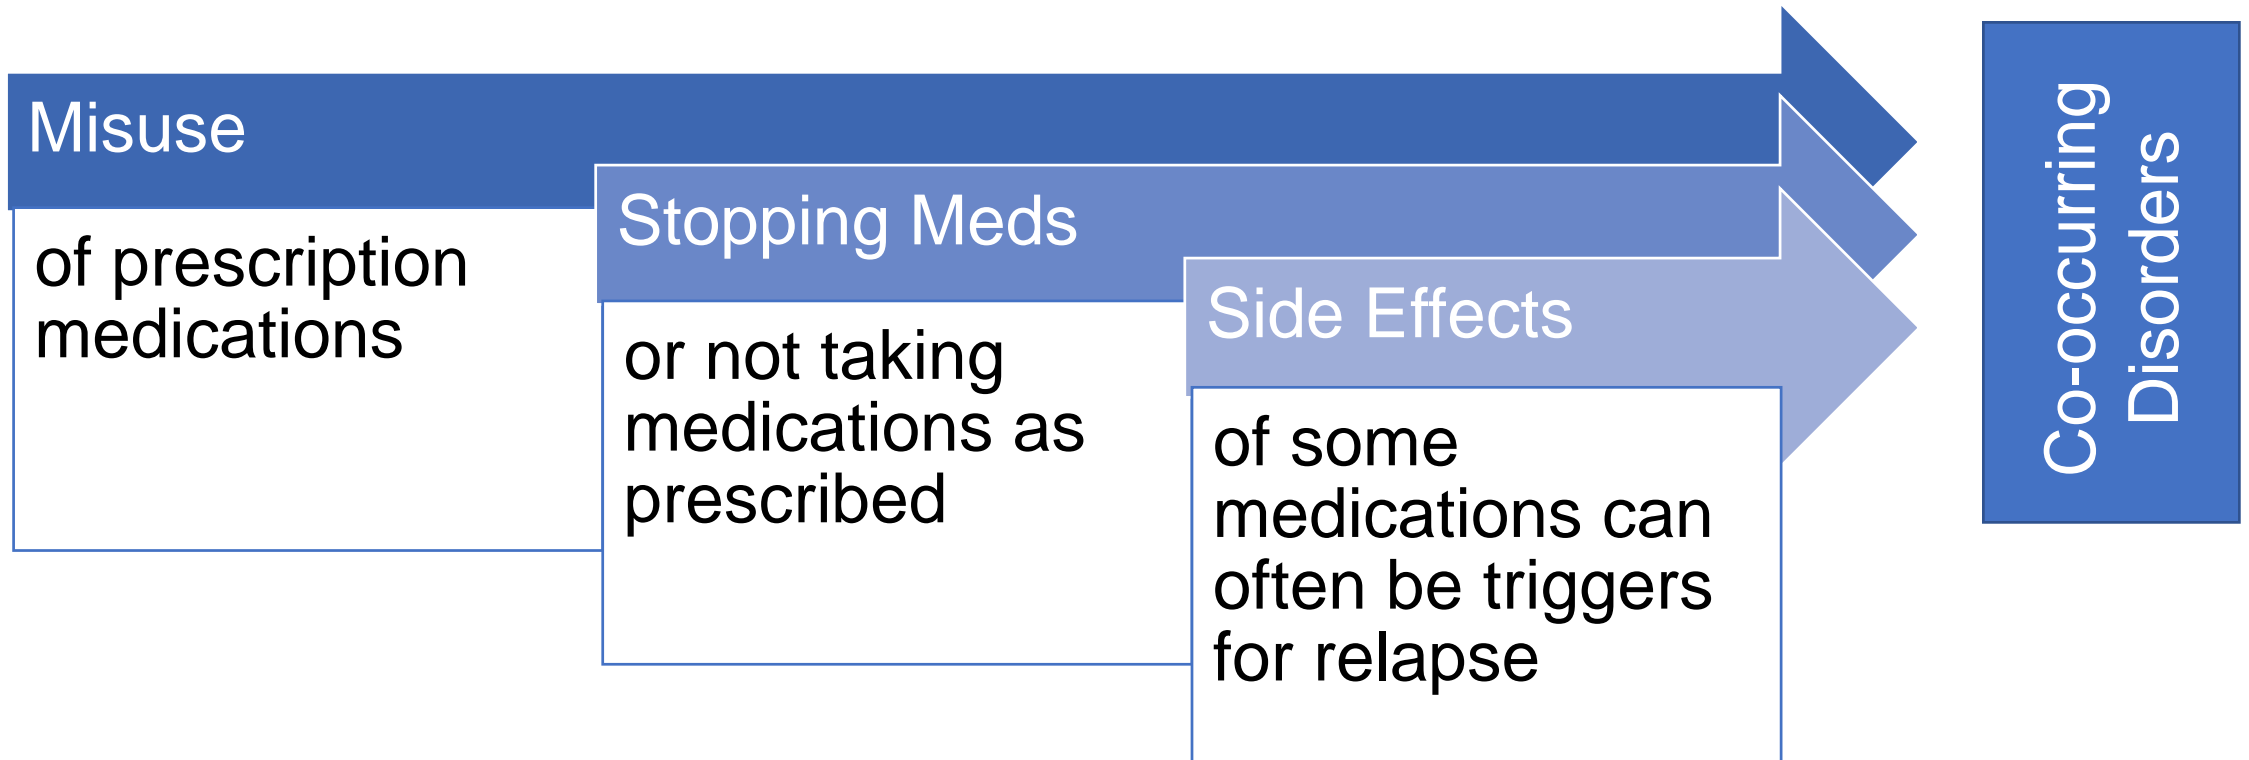 Misuse
of prescription
medications
Stopping Meds
or not taking
medications as
prescribed
Side Effects
of some
medications can
often be triggers
for relapse
Co-occurring
Disorders